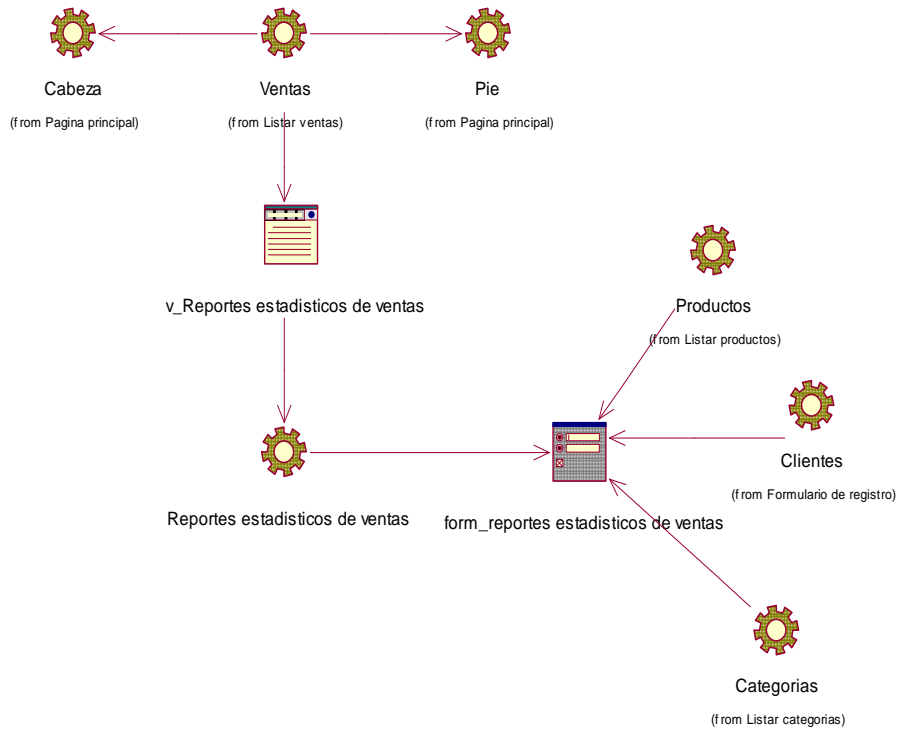 Cabeza
(from Pagina principal)
Ventas
(from Listar ventas)
Pie
(from Pagina principal)
v_Reportes estadisticos de ventas
Productos
(from Listar productos)
Clientes
(from Formulario de registro)
Reportes estadisticos de ventas
form_reportes estadisticos de ventas
Categorias
(from Listar categorias)